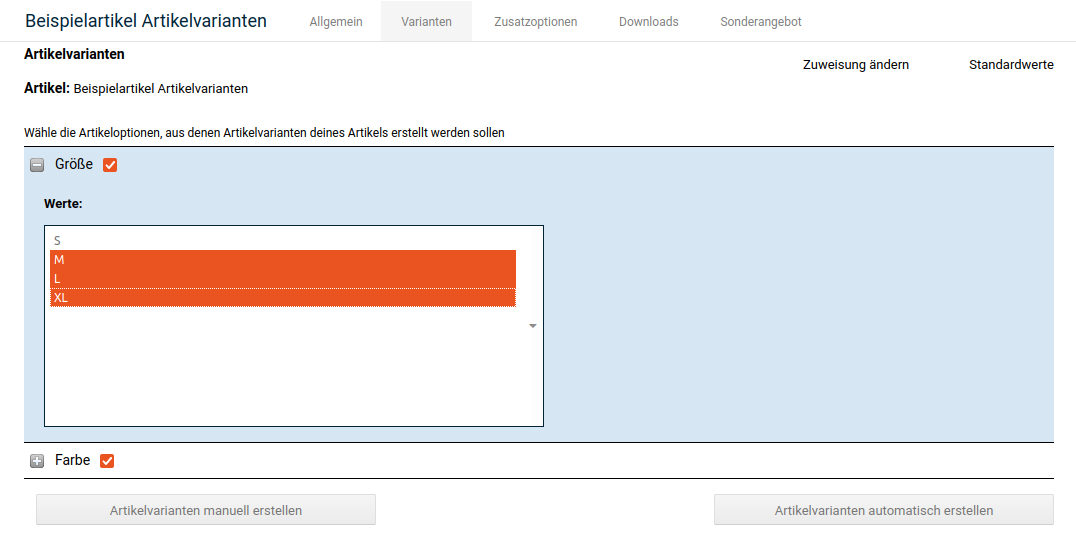 Beispielartikel Artikelvarianten Allgemein Varianten Zusatzoptionen Downloads Sonderangebot
Artikelvarianten
Zuweisung ändern Standardwerte
Artikel: Beispielartikel Artikelvarianten
Wähle die Artikeloptionen, aus denen Artikelvarianten deines Artikels erstellt werden sollen
Größe
Werte:
S
M
L
XL
Farbe
Artikelvarianten manuell erstellen Artikelvarianten automatisch erstellen